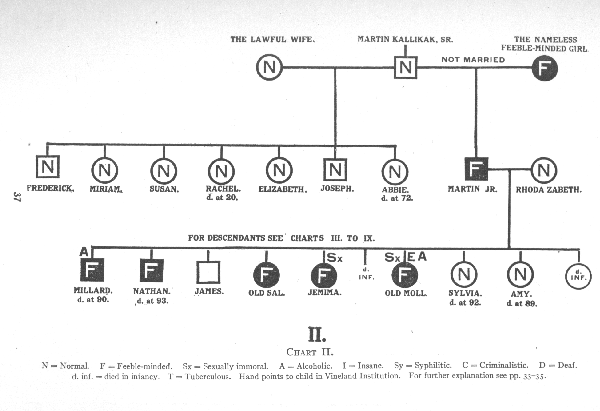 THE LAWFUL WIFE.
MARTIN KALLIKAK, SR.
THE NAMELESS
FEEBLE-MINDED GIRL
NOT MARRIED
N
N
F
N
N
N
N
N
N
N
F
N
FREDERICK.
MIRIAM.
SUSAN.
RACHEL.
d. at 20.
ELIZABETH.
JOSEPH.
ABBIE.
d. at 72.
MARTIN JR.
RHODA ZABETH.
37
FOR DESCENDANTS SEE CHARTS III. TO IX.
A
Sx
Sx E A
F
F
F
F
d.
INF.
F
N
N
d.
INF.
MILLARD.
d. at 90.
NATHAN.
d. at 93.
JAMES.
OLD SAL.
JEMIMA.
OLD MOLL.
SYLVIA.
d. at 92.
AMY.
d. at 89.
II.
CHART II.
N = Normal. F = Feeble-minded. Sx = Sexually immoral. A = Alcoholic. I = Insane. Sy = Syphilitic. C = Criminalistic. D = Deaf.
d. inf. = died in infancy. T = Tuberculous. Hand points to child in Vineland Institution. For further explanation see pp. 33-35.